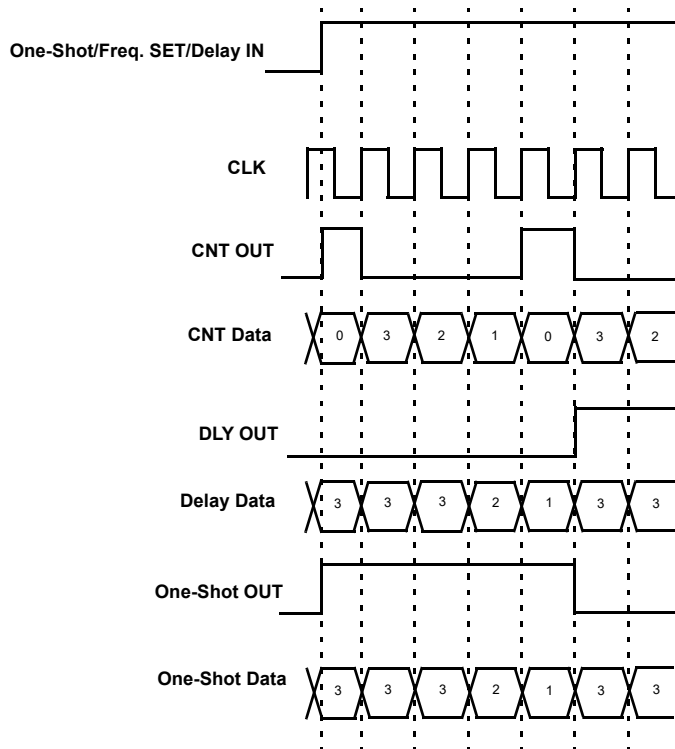 One-Shot/Freq. SET/Delay IN
CLK
CNT OUT
CNT Data 0 3 2 1 0 3 2
DLY OUT
Delay Data 3 3 3 2 1 3 3
One-Shot OUT
One-Shot Data 3 3 3 2 1 3 3